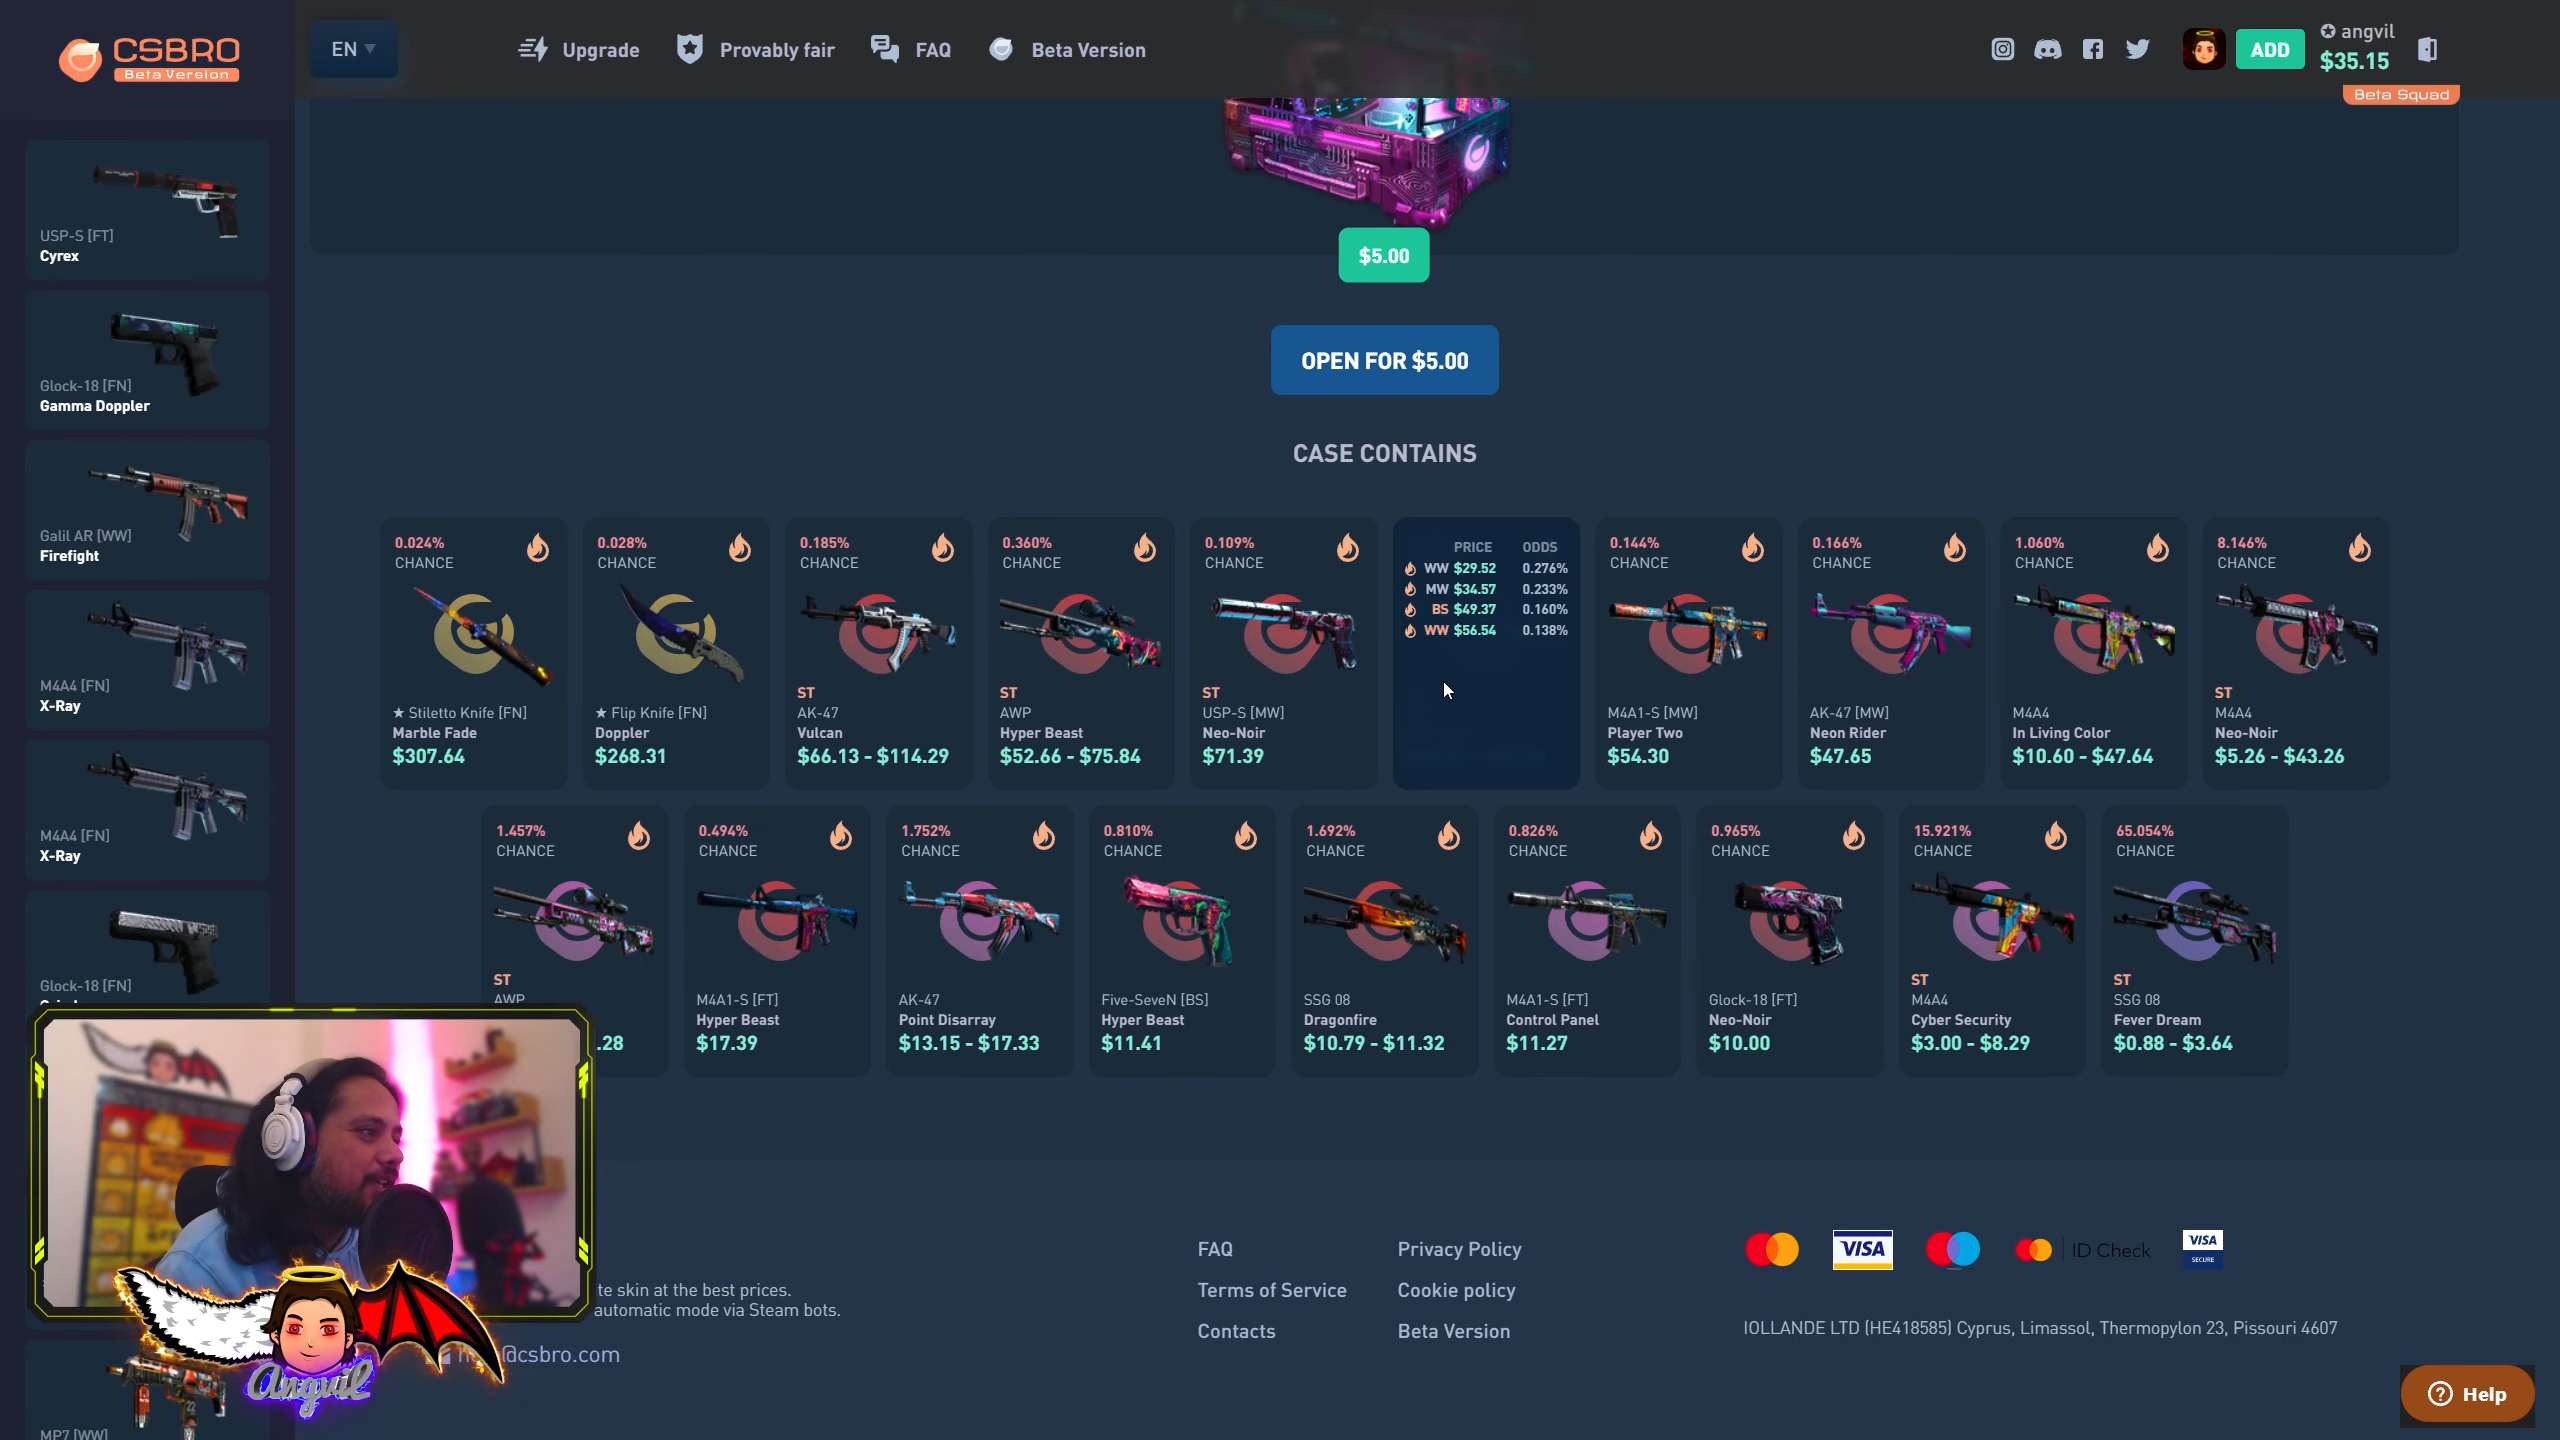 CSBRO
Beta Version
EN
Upgrade
Provably fair
FAQ
Beta Version
ADD
angvil
$35.15
Beta Squad
USP-S [FT]
Cyrex
Glock-18 [FN]
Gamma Doppler
Galil AR [WW]
Firefight
M4A4 [FN]
X-Ray
M4A4 [FN]
X-Ray
Glock-18 [FN]
MP7 [WW]
$5.00
OPEN FOR $5.00
CASE CONTAINS
0.024%
CHANCE
★ Stiletto Knife [FN]
Marble Fade
$307.64
0.028%
CHANCE
★ Flip Knife [FN]
Doppler
$268.31
0.185%
CHANCE
ST
AK-47
Vulcan
$66.13 - $114.29
0.360%
CHANCE
ST
AWP
Hyper Beast
$52.66 - $75.84
0.109%
CHANCE
ST
USP-S [MW]
Neo-Noir
$71.39
PRICE ODDS
WW $29.52 0.276%
MW $34.57 0.233%
BS $49.37 0.160%
WW $56.54 0.138%
0.144%
CHANCE
M4A1-S [MW]
Player Two
$54.30
0.166%
CHANCE
AK-47 [MW]
Neon Rider
$47.65
1.060%
CHANCE
M4A4
In Living Color
$10.60 - $47.64
8.146%
CHANCE
ST
M4A4
Neo-Noir
$5.26 - $43.26
1.457%
CHANCE
ST
AWP
.28
0.494%
CHANCE
M4A1-S [FT]
Hyper Beast
$17.39
1.752%
CHANCE
AK-47
Point Disarray
$13.15 - $17.33
0.810%
CHANCE
Five-SeveN [BS]
Hyper Beast
$11.41
1.692%
CHANCE
SSG 08
Dragonfire
$10.79 - $11.32
0.826%
CHANCE
M4A1-S [FT]
Control Panel
$11.27
0.965%
CHANCE
Glock-18 [FT]
Neo-Noir
$10.00
15.921%
CHANCE
ST
M4A4
Cyber Security
$3.00 - $8.29
65.054%
CHANCE
ST
SSG 08
Fever Dream
$0.88 - $3.64
te skin at the best prices.
automatic mode via Steam bots.
@csbro.com
Angvil
FAQ
Terms of Service
Contacts
Privacy Policy
Cookie policy
Beta Version
VISA
ID Check
VISA
SECURE
IOLLANDE LTD (HE418585) Cyprus, Limassol, Thermopylon 23, Pissouri 4607
Help